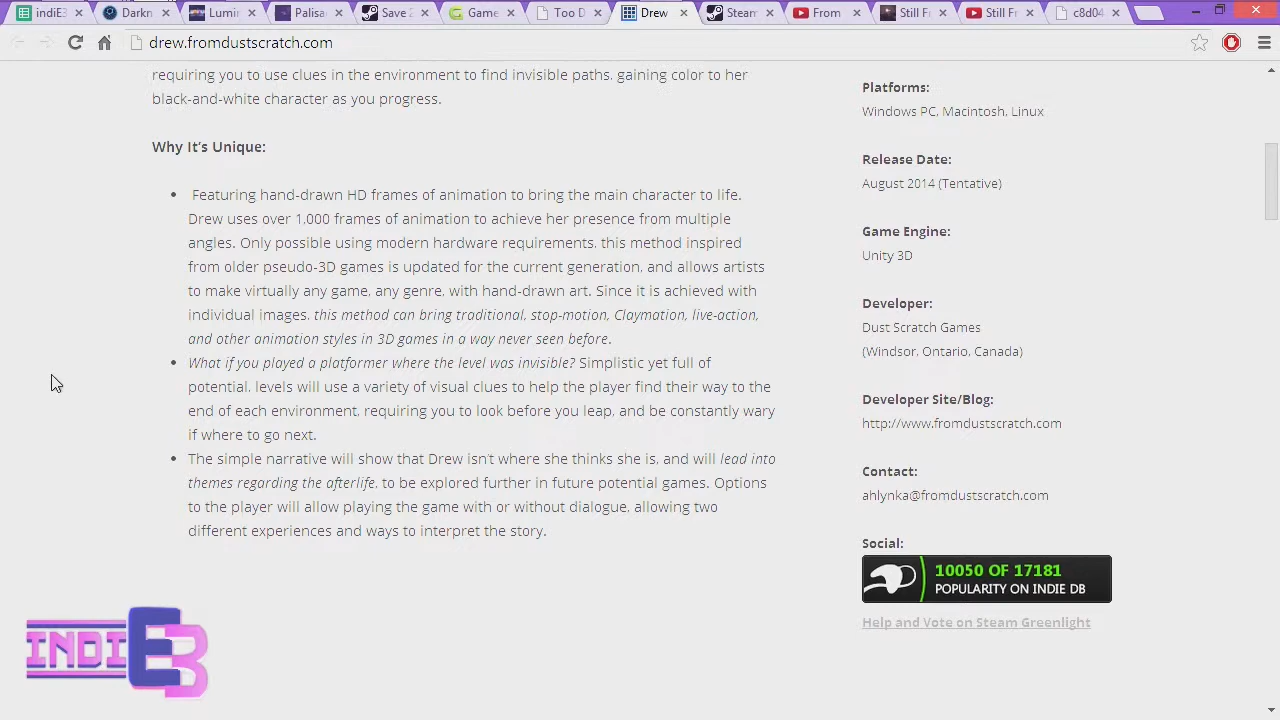 indiE3
Darkn
Lumin
Palisa
Save
Game
Too D
Drew
Steam
From
Still Fr
Still Fr
c8d04
drew.fromdustscratch.com
requiring you to use clues in the environment to find invisible paths, gaining color to her
black-and-white character as you progress.
Why It's Unique:
Featuring hand-drawn HD frames of animation to bring the main character to life.
Drew uses over 1,000 frames of animation to achieve her presence from multiple
angles. Only possible using modern hardware requirements, this method inspired
from older pseudo-3D games is updated for the current generation, and allows artists
to make virtually any game, any genre, with hand-drawn art. Since it is achieved with
individual images, this method can bring traditional, stop-motion, Claymation, live-action,
and other animation styles in 3D games in a way never seen before.
What if you played a platformer where the level was invisible? Simplistic yet full of
potential, levels will use a variety of visual clues to help the player find their way to the
end of each environment, requiring you to look before you leap, and be constantly wary
if where to go next.
The simple narrative will show that Drew isn't where she thinks she is, and will lead into
themes regarding the afterlife, to be explored further in future potential games. Options
to the player will allow playing the game with or without dialogue, allowing two
different experiences and ways to interpret the story.
Platforms:
Windows PC, Macintosh, Linux
Release Date:
August 2014 (Tentative)
Game Engine:
Unity 3D
Developer:
Dust Scratch Games
(Windsor, Ontario, Canada)
Developer Site/Blog:
http://www.fromdustscratch.com
Contact:
ahlynka@fromdustscratch.com
Social:
10050 OF 17181
POPULARITY ON INDIE DB
Help and Vote on Steam Greenlight
INDIE3